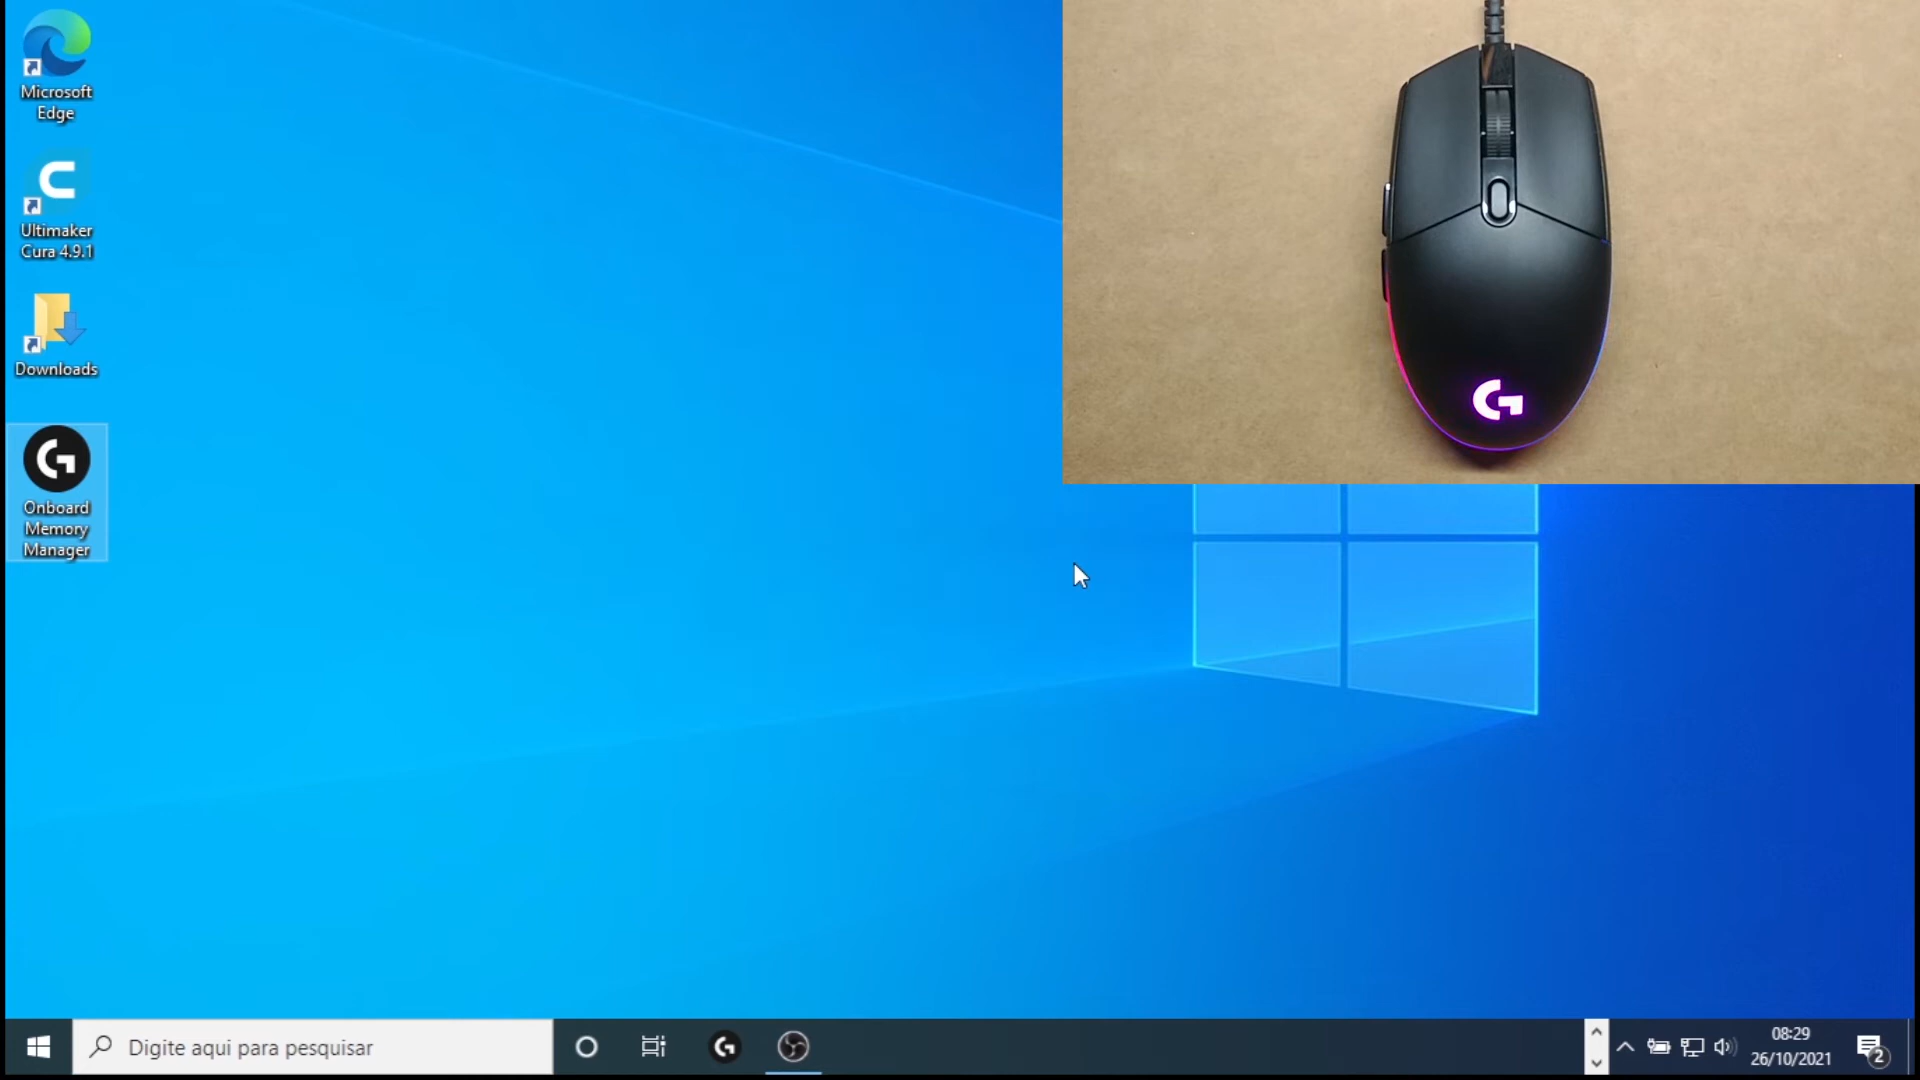 Microsoft
Edge
Ultimaker
Cura 4.9.1
Downloads
Onboard
Memory
Manager
Digite aqui para pesquisar
08:29
26/10/2021
2